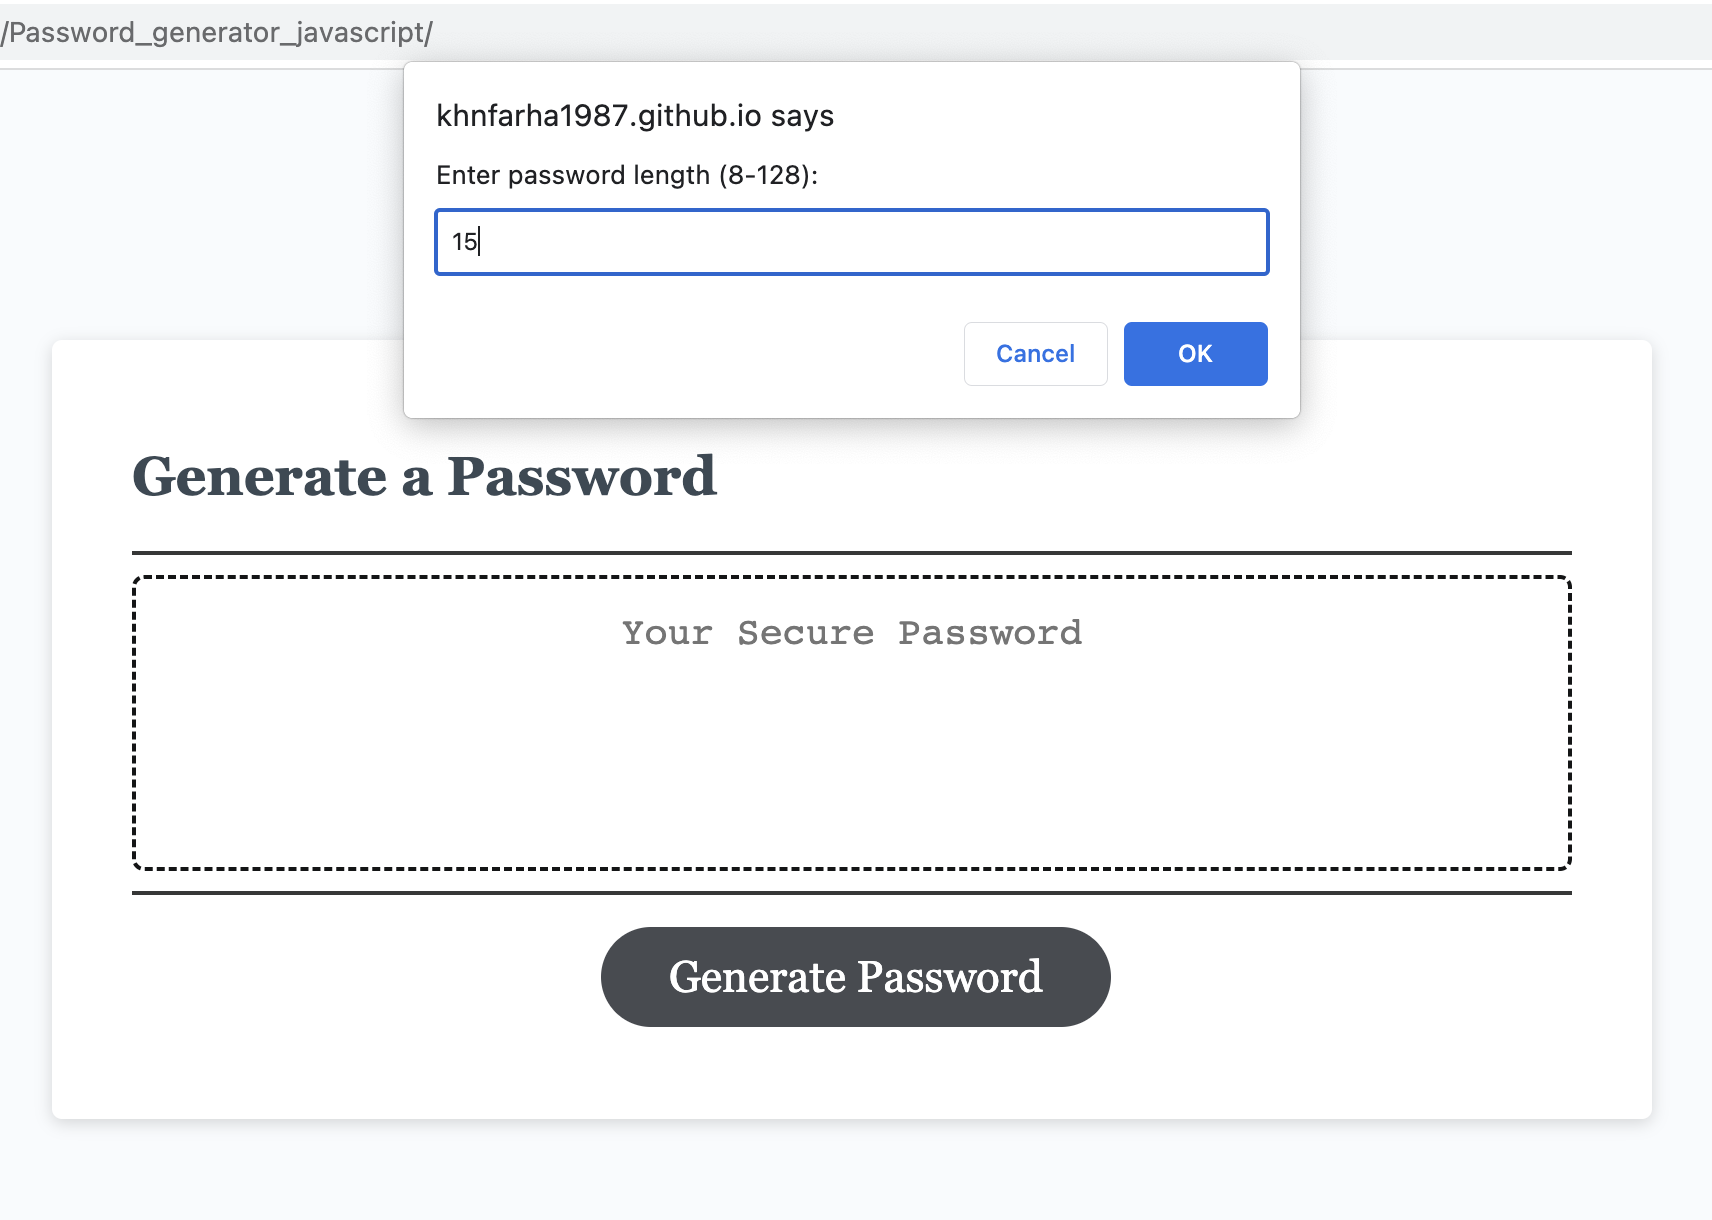 /Password_generator_javascript/
khnfarha1987.github.io says
Enter password length (8-128):
15
Cancel
OK
Generate a Password
Your Secure Password
Generate Password